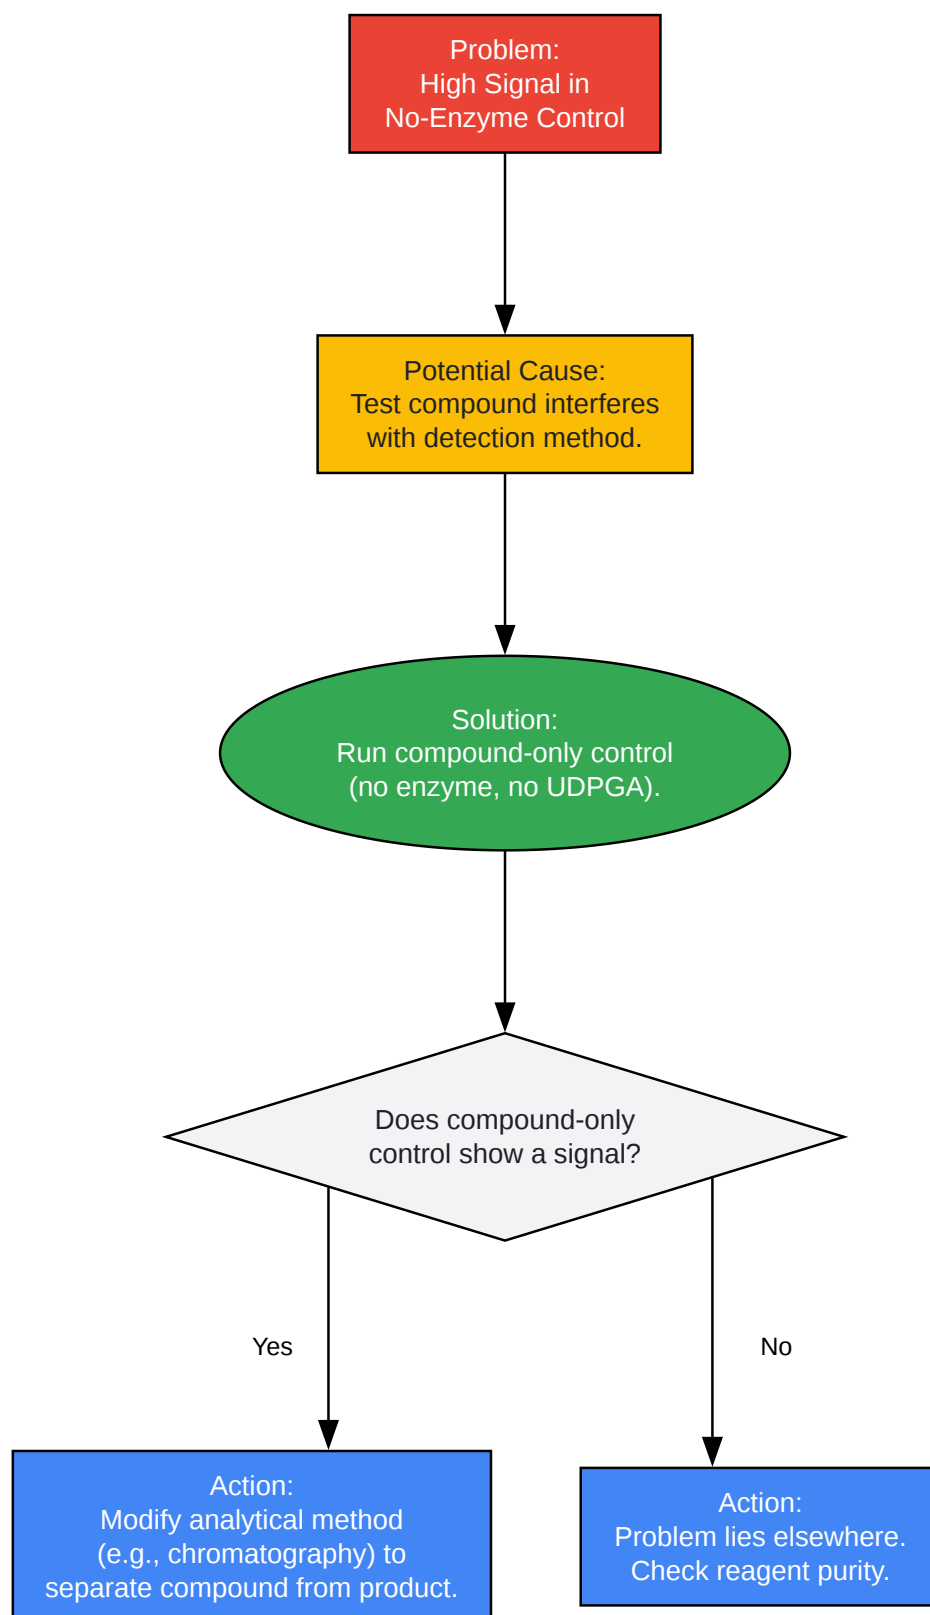 Problem:
High Signal in
No-Enzyme Control
Potential Cause:
Test compound interferes
with detection method.
Solution:
Run compound-only control
(no enzyme, no UDPGA).
Does compound-only
control show a signal?
Yes
No
Action:
Modify analytical method
(e.g., chromatography) to
separate compound from product.
Action:
Problem lies elsewhere.
Check reagent purity.